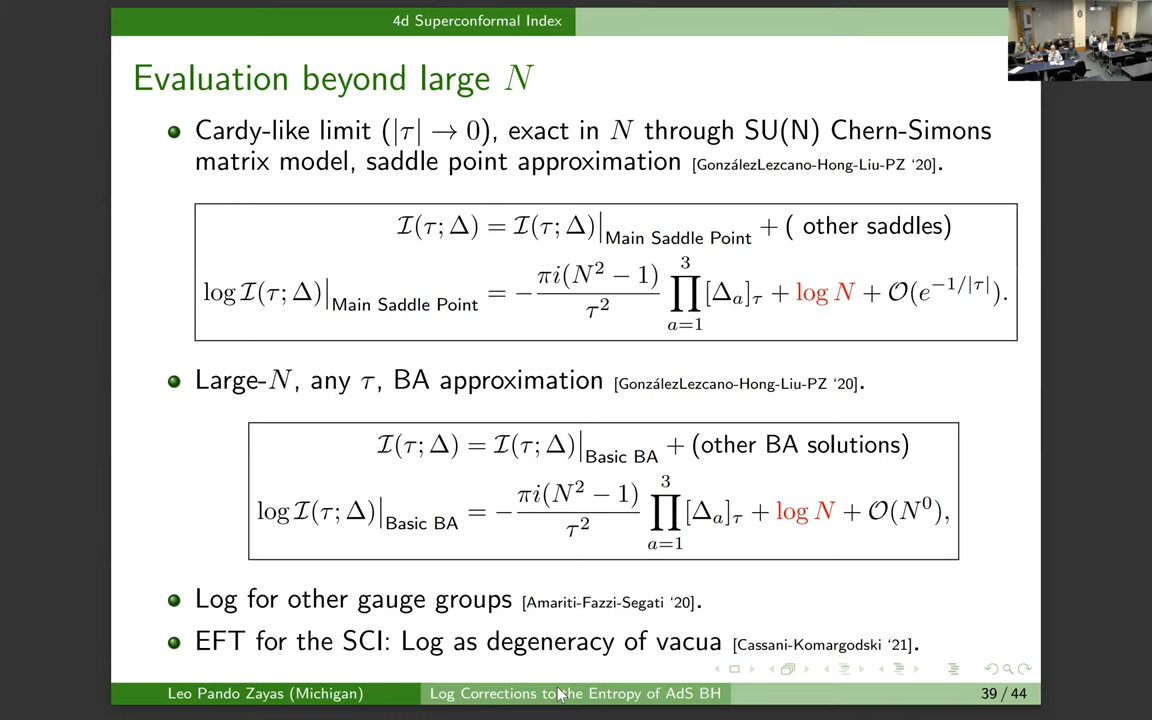 4d Superconformal Index
Evaluation beyond large N
Cardy-like limit (|τ| → 0), exact in N through SU(N) Chern-Simons
matrix model, saddle point approximation [GonzálezLezcano-Hong-Liu-PZ ‘20].
ℐ(τ; Δ) = ℐ(τ; Δ)|Main Saddle Point + ( other saddles)
log ℐ(τ; Δ)|Main Saddle Point = − πi(N² − 1)/τ² ∏_{a=1}^{3} [Δ_a]_τ + log N + 𝒪(e^{−1/|τ|}).
Large-N, any τ, BA approximation [GonzálezLezcano-Hong-Liu-PZ ‘20].
ℐ(τ; Δ) = ℐ(τ; Δ)|Basic BA + (other BA solutions)
log ℐ(τ; Δ)|Basic BA = − πi(N² − 1)/τ² ∏_{a=1}^{3} [Δ_a]_τ + log N + 𝒪(N⁰),
Log for other gauge groups [Amariti-Fazzi-Segati ‘20].
EFT for the SCI: Log as degeneracy of vacua [Cassani-Komargodski ‘21].
Leo Pando Zayas (Michigan) Log Corrections to the Entropy of AdS BH 39 / 44